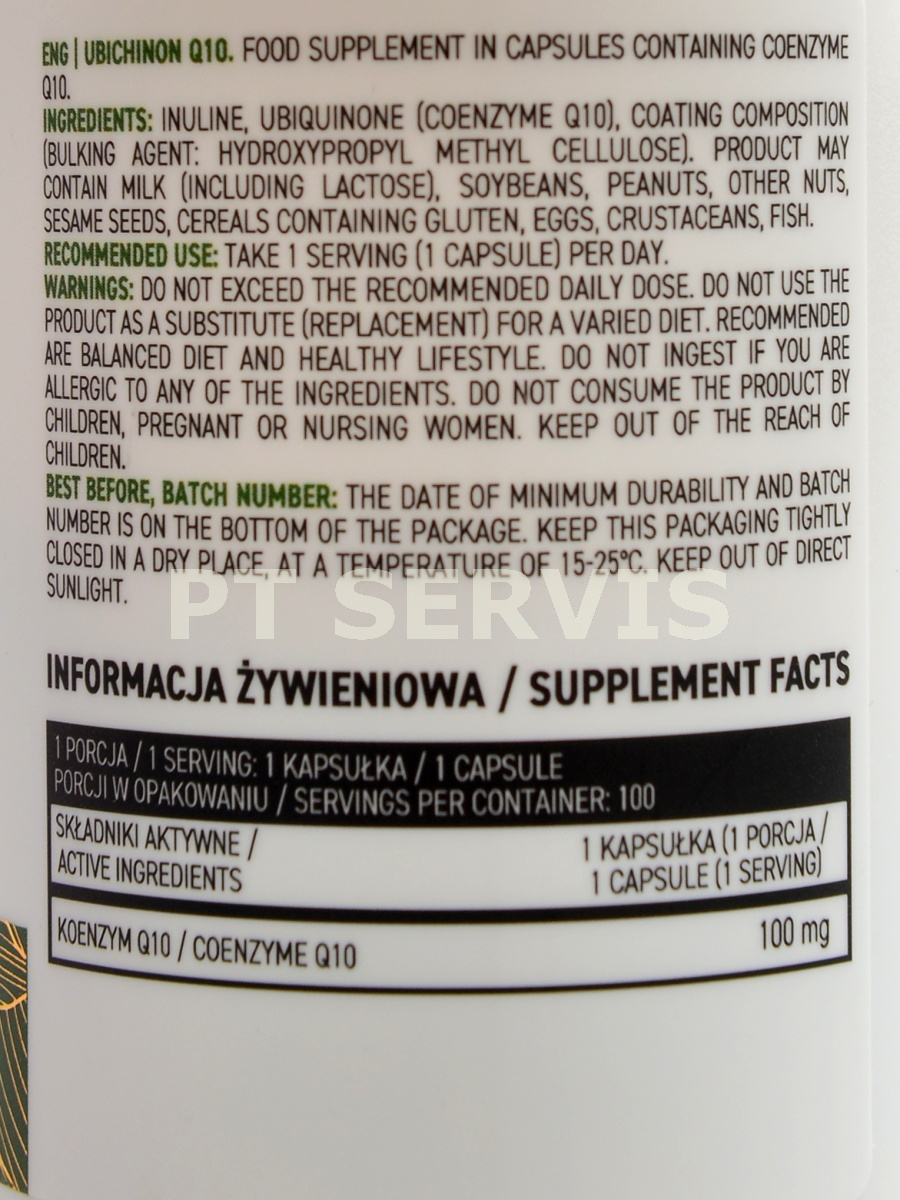 ENG | UBICHINON Q10. FOOD SUPPLEMENT IN CAPSULES CONTAINING COENZYME
Q10.
INGREDIENTS: INULINE, UBIQUINONE (COENZYME Q10), COATING COMPOSITION
(BULKING AGENT: HYDROXYPROPYL METHYL CELLULOSE). PRODUCT MAY
CONTAIN MILK (INCLUDING LACTOSE), SOYBEANS, PEANUTS, OTHER NUTS,
SESAME SEEDS, CEREALS CONTAINING GLUTEN, EGGS, CRUSTACEANS, FISH.
RECOMMENDED USE: TAKE 1 SERVING (1 CAPSULE) PER DAY.
WARNINGS: DO NOT EXCEED THE RECOMMENDED DAILY DOSE. DO NOT USE THE
PRODUCT AS A SUBSTITUTE (REPLACEMENT) FOR A VARIED DIET. RECOMMENDED
ARE BALANCED DIET AND HEALTHY LIFESTYLE. DO NOT INGEST IF YOU ARE
ALLERGIC TO ANY OF THE INGREDIENTS. DO NOT CONSUME THE PRODUCT BY
CHILDREN, PREGNANT OR NURSING WOMEN. KEEP OUT OF THE REACH OF
CHILDREN.
BEST BEFORE, BATCH NUMBER: THE DATE OF MINIMUM DURABILITY AND BATCH
NUMBER IS ON THE BOTTOM OF THE PACKAGE. KEEP THIS PACKAGING TIGHTLY
CLOSED IN A DRY PLACE, AT A TEMPERATURE OF 15-25°C. KEEP OUT OF DIRECT
SUNLIGHT.
PT SERVIS
INFORMACJA ŻYWIENIOWA / SUPPLEMENT FACTS
1 PORCJA / 1 SERVING: 1 KAPSUŁKA / 1 CAPSULE
PORCJI W OPAKOWANIU / SERVINGS PER CONTAINER: 100
SKŁADNIKI AKTYWNE /
ACTIVE INGREDIENTS
1 KAPSUŁKA (1 PORCJA /
1 CAPSULE (1 SERVING)
KOENZYM Q10 / COENZYME Q10
100 mg